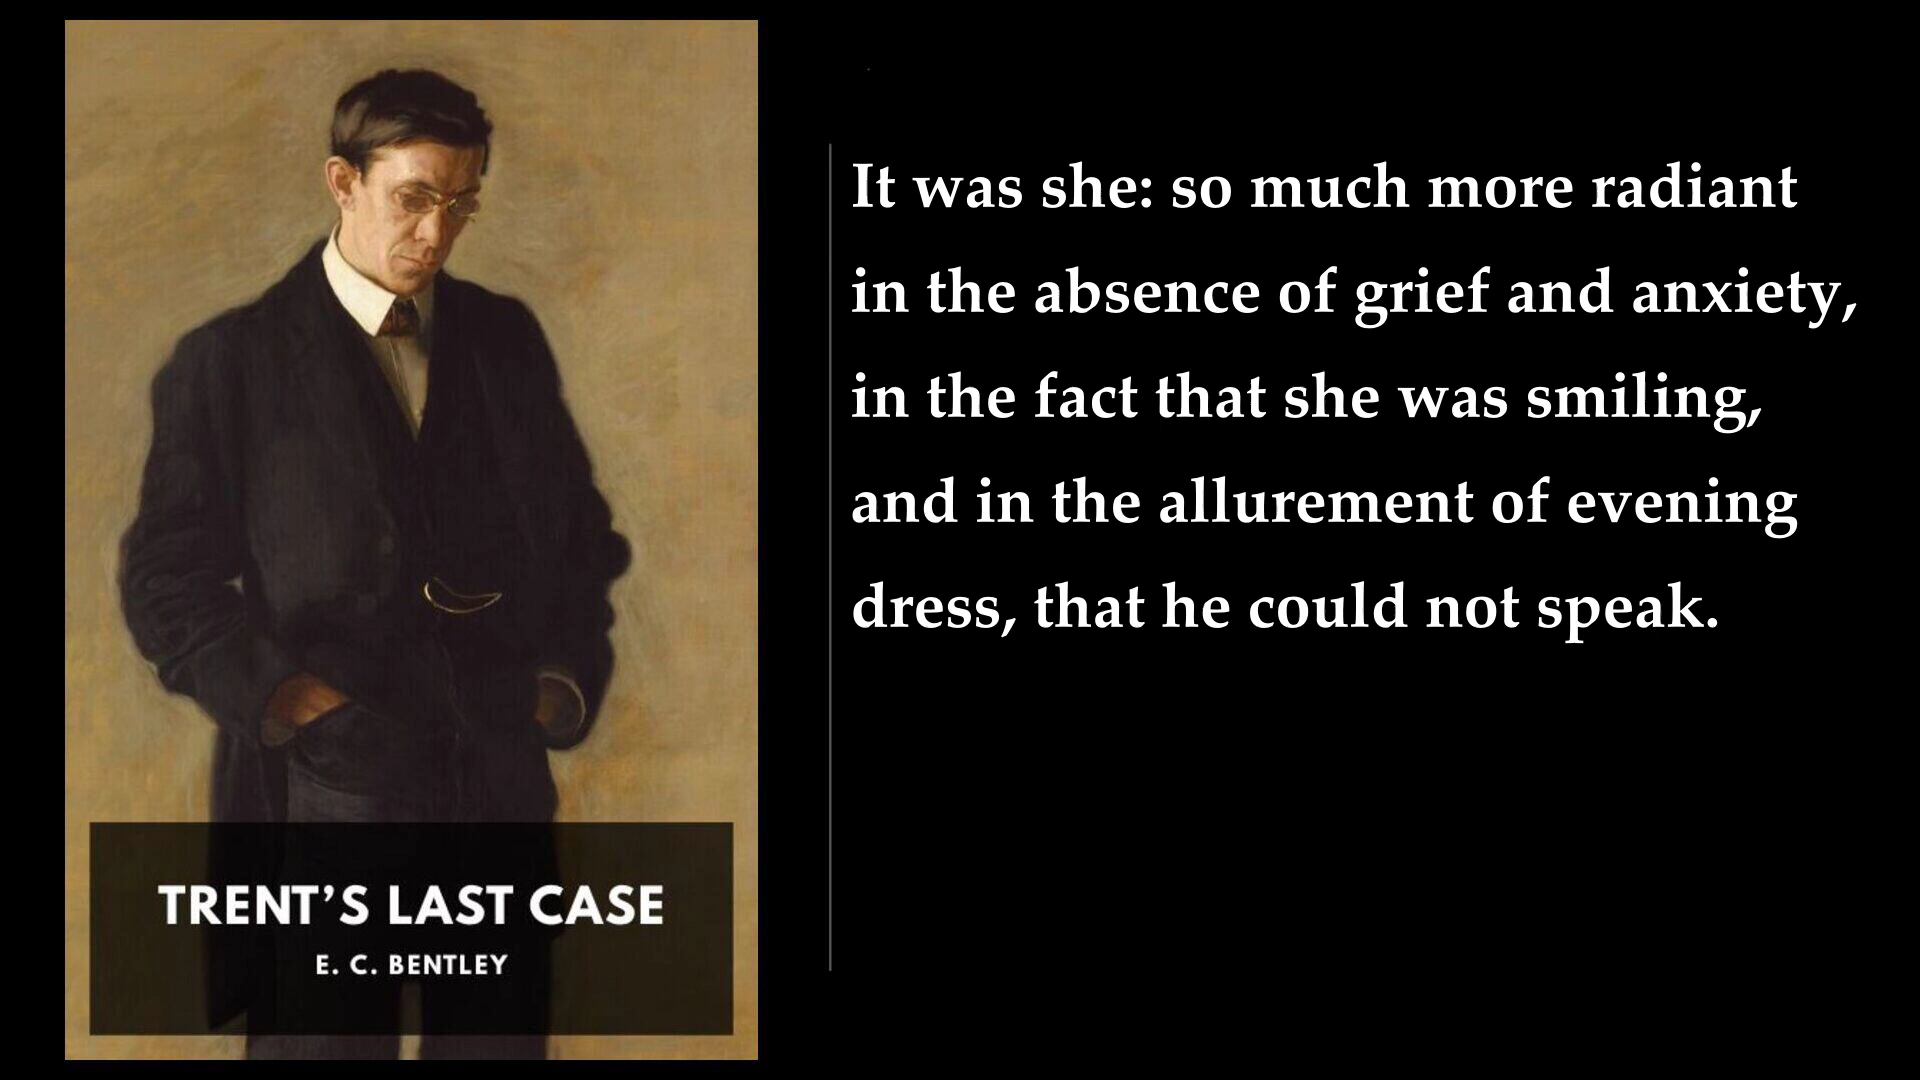 It was she: so much more radiant
in the absence of grief and anxiety,
in the fact that she was smiling,
and in the allurement of evening
dress, that he could not speak.
TRENT’S LAST CASE
E. C. BENTLEY